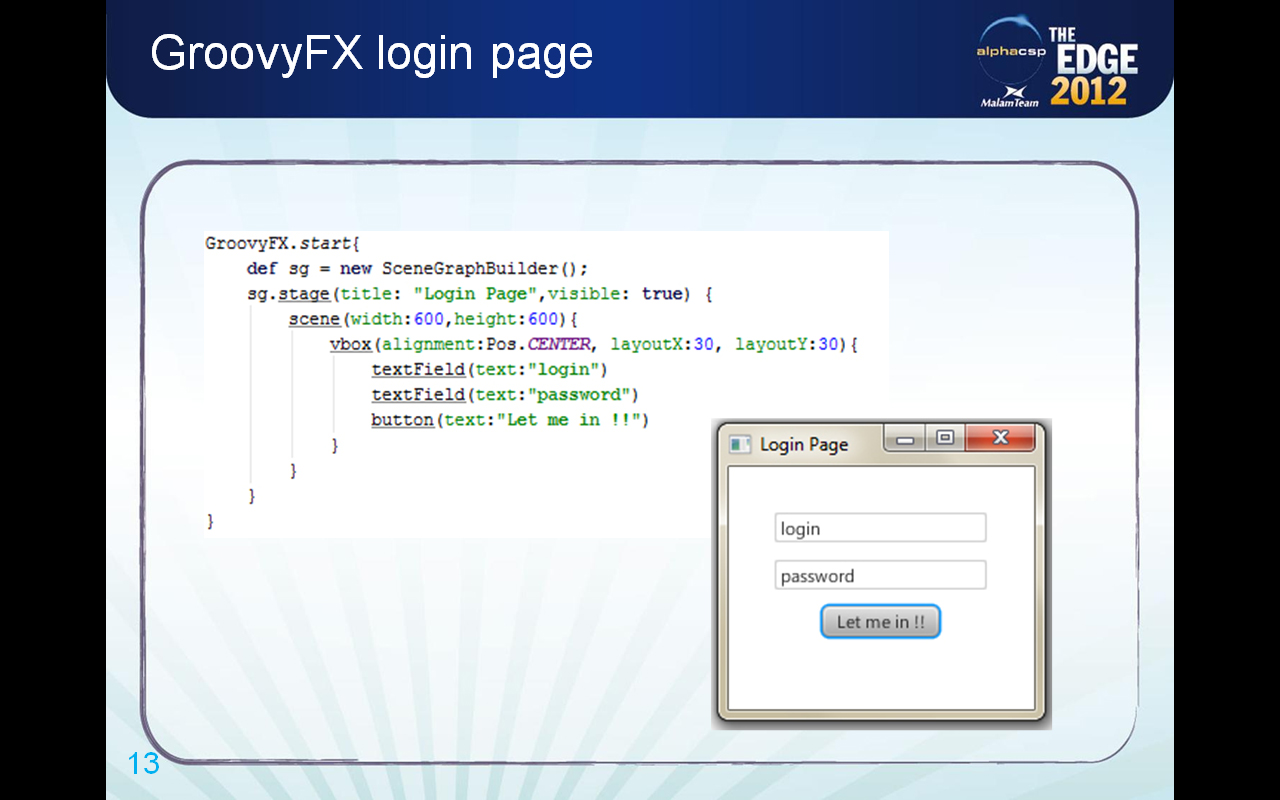 GroovyFX login page
alphacsp
MalamTeam
THE
EDGE
2012
GroovyFX.start{
def sg = new SceneGraphBuilder();
sg.stage(title: "Login Page",visible: true) {
scene(width:600,height:600){
vbox(alignment:Pos.CENTER, layoutX:30, layoutY:30){
textField(text:"login")
textField(text:"password")
button(text:"Let me in !!")
}
}
}
}
Login Page
login
password
Let me in !!
13